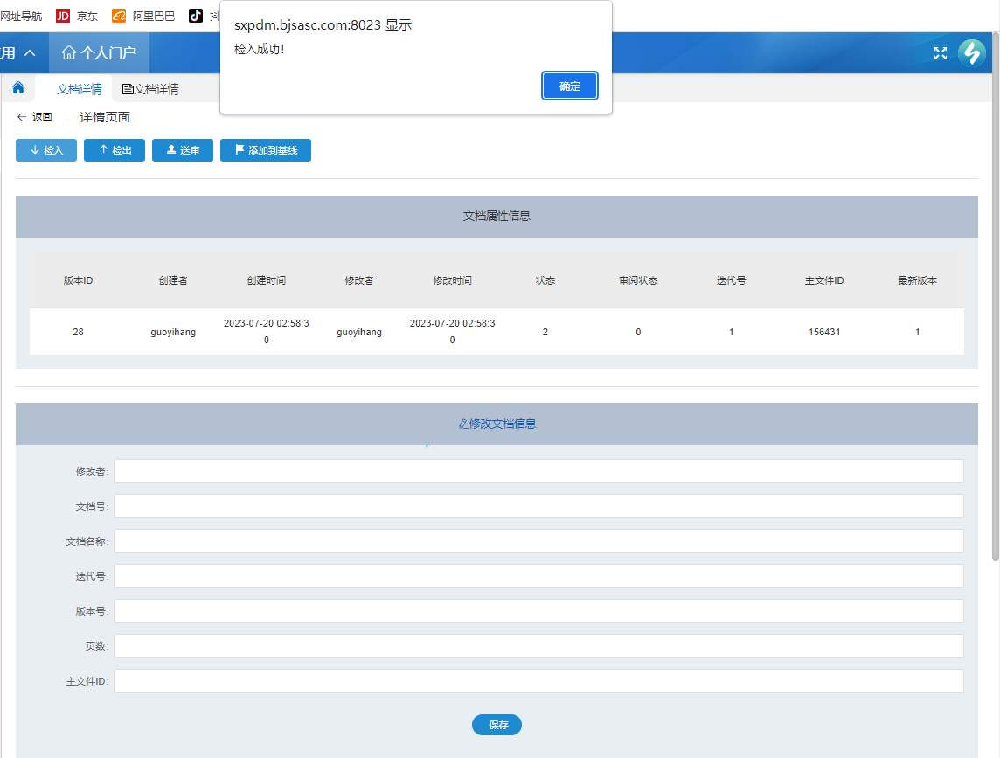 网址导航 JD 京东 阿里巴巴
sxpdm.bjsasc.com:8023 显示
检入成功!
确定
用 个人门户
文档详情 文档详情
返回 详情页面
检入 检出 送审 添加到基线
文档属性信息
版本ID 创建者 创建时间 修改者 修改时间 状态 审阅状态 迭代号 主文件ID 最新版本
28 guoyihang 2023-07-20 02:58:30 guoyihang 2023-07-20 02:58:30 2 0 1 156431 1
修改文档信息
修改者:
文档号:
文档名称:
迭代号:
版本号:
页数:
主文件ID:
保存